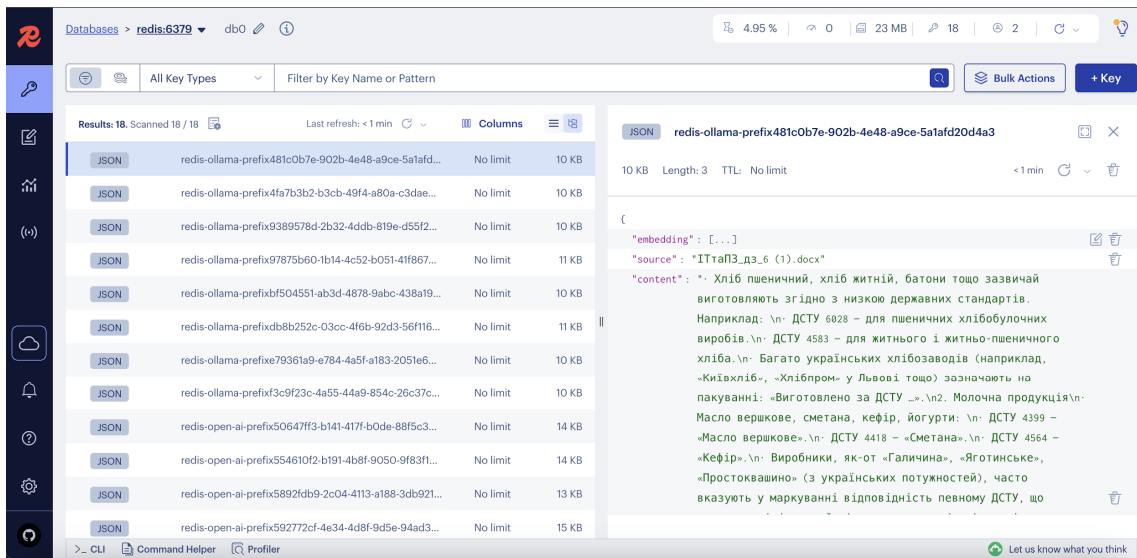 Databases > redis:6379 db0
4.95 % 0 23 MB 18 2
All Key Types Filter by Key Name or Pattern Bulk Actions + Key
Results: 18. Scanned 18 / 18 Last refresh: < 1 min Columns
JSON redis-ollama-prefix481c0b7e-902b-4e48-a9ce-5a1afd... No limit 10 KB
JSON redis-ollama-prefix4fa7b3b2-b3cb-49f4-a80a-c3dae... No limit 10 KB
JSON redis-ollama-prefix9389578d-2b32-4ddb-819e-d55f2... No limit 10 KB
JSON redis-ollama-prefix97875b60-1b14-4c52-b051-41f867... No limit 11 KB
JSON redis-ollama-prefixbf504551-ab3d-4878-9abc-438a19... No limit 10 KB
JSON redis-ollama-prefixdb8b252c-03cc-4f6b-92d3-56f116... No limit 11 KB
JSON redis-ollama-prefixe79361a9-e784-4a5f-a183-2051e6... No limit 10 KB
JSON redis-ollama-prefixf3c9f23c-4a55-44a9-854c-26c37c... No limit 10 KB
JSON redis-open-ai-prefix50647ff3-b141-417f-b0de-88f5c3... No limit 14 KB
JSON redis-open-ai-prefix554610f2-b191-4b8f-9050-9f83f1... No limit 14 KB
JSON redis-open-ai-prefix5892fdb9-2c04-4113-a188-3db921... No limit 13 KB
JSON redis-open-ai-prefix592772cf-4e34-4d8f-9d5e-94ad3... No limit 15 KB
JSON redis-ollama-prefix481c0b7e-902b-4e48-a9ce-5a1afd20d4a3
10 KB Length: 3 TTL: No limit < 1 min
{
"embedding": [...]
"source": "ІТтаПЗ_дз_6 (1).docx"
"content": "· Хліб пшеничний, хліб житній, батони тощо зазвичай
виготовляють згідно з низкою державних стандартів.
Наприклад: \n· ДСТУ 6028 – для пшеничних хлібобулочних
виробів.\n· ДСТУ 4583 – для житнього і житньо-пшеничного
хліба.\n· Багато українських хлібозаводів (наприклад,
«Київхліб», «Хлібпром» у Львові тощо) зазначають на
пакуванні: «Виготовлено за ДСТУ …».\n2. Молочна продукція\n·
Масло вершкове, сметана, кефір, йогурти: \n· ДСТУ 4399 –
«Масло вершкове».\n· ДСТУ 4418 – «Сметана».\n· ДСТУ 4564 –
«Кефір».\n· Виробники, як-от «Галичина», «Яготинське»,
«Простоквашино» (з українських потужностей), часто
вказують у маркуванні відповідність певному ДСТУ, що
>_ CLI Command Helper Profiler Let us know what you think